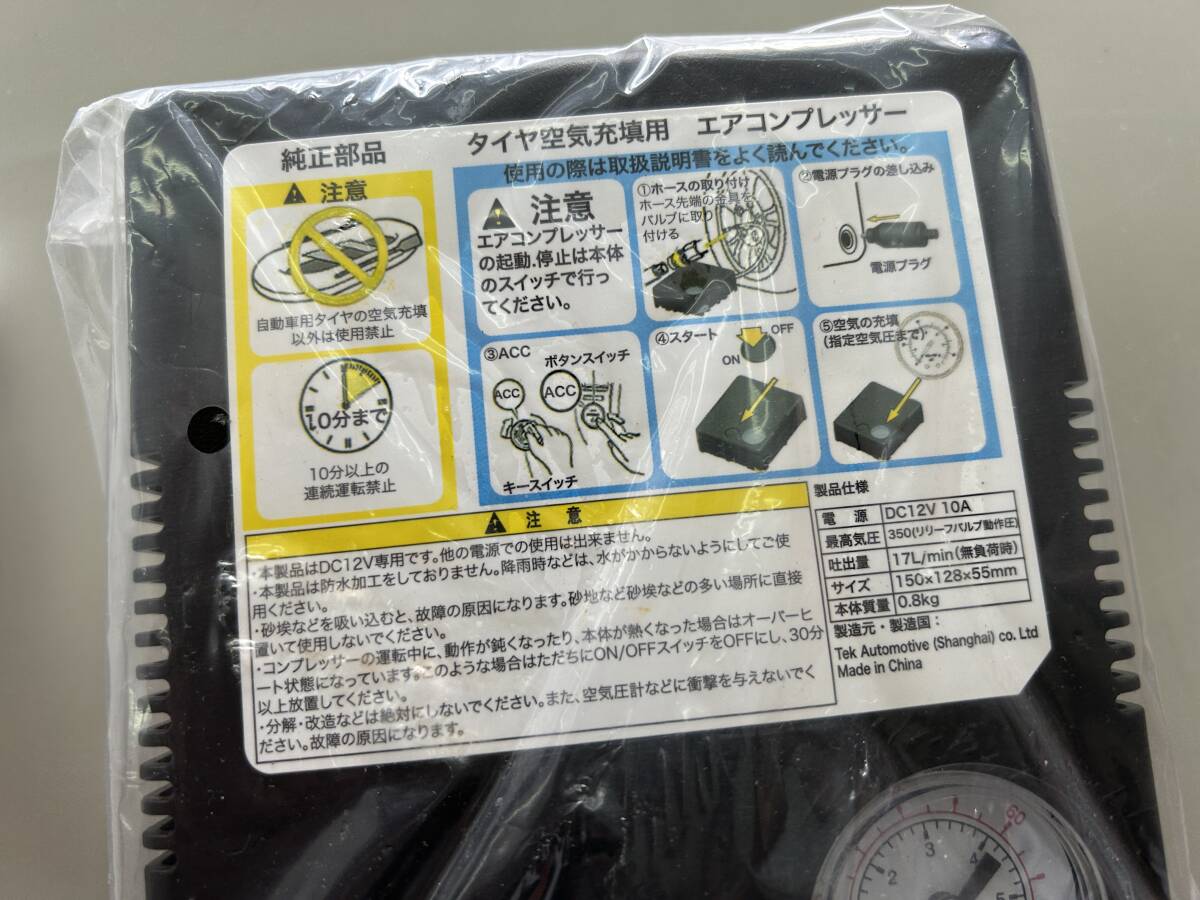 純正部品
タイヤ空気充填用 エアコンプレッサー
注意
自動車用タイヤの空気充填
以外は使用禁止
10分まで
10分以上の
連続運転禁止
使用の際は取扱説明書をよく読んでください。
注意
エアコンプレッサー
の起動.停止は本体
のスイッチで行っ
てください。
①ホースの取り付け
ホース先端の金具を
バルブに取り
付ける
②電源プラグの差し込み
電源プラグ
③ACC
ボタンスイッチ
ACC
ACC
キースイッチ
④スタート
OFF
ON
⑤空気の充填
(指定空気圧まで)
注 意
・本製品はDC12V専用です。他の電源での使用は出来ません。
・本製品は防水加工をしておりません。降雨時などは、水がかからないようにしてご使
用ください。
・砂埃などを吸い込むと、故障の原因になります。砂地など砂埃などの多い場所に直接
置いて使用しないでください。
・コンプレッサーの運転中に、動作が鈍くなったり、本体が熱くなった場合はオーバーヒ
ート状態になっています。このような場合はただちにON/OFFスイッチをOFFにし、30分
以上放置してください。
・分解・改造などは絶対にしないでください。また、空気圧計などに衝撃を与えないでく
ださい。故障の原因になります。
製品仕様
電 源 DC12V 10A
最高気圧 350(リリーフバルブ動作圧)
吐出量 17L/min(無負荷時)
サイズ 150×128×55mm
本体質量 0.8kg
製造元・製造国：
Tek Automotive (Shanghai) co. Ltd
Made in China
60
2
3
4
5